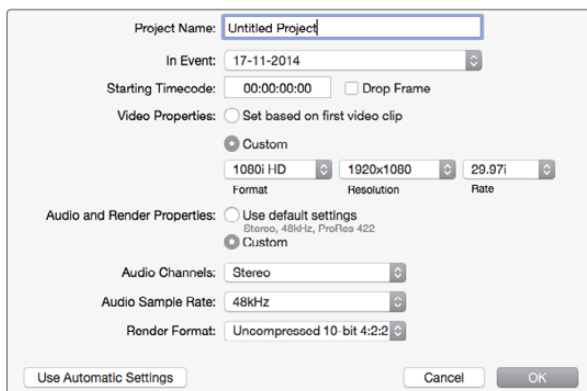 Project Name: Untitled Project
In Event: 17-11-2014
Starting Timecode: 00:00:00:00 Drop Frame
Video Properties: Set based on first video clip
Custom
1080i HD 1920x1080 29.97i
Format Resolution Rate
Audio and Render Properties: Use default settings
Stereo, 48kHz, ProRes 422
Custom
Audio Channels: Stereo
Audio Sample Rate: 48kHz
Render Format: Uncompressed 10-bit 4:2:2
Use Automatic Settings Cancel OK